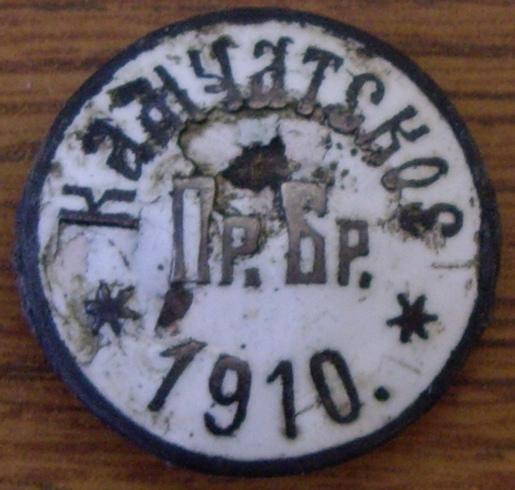 Камчатское
Пр. Бр.
* 1910. *